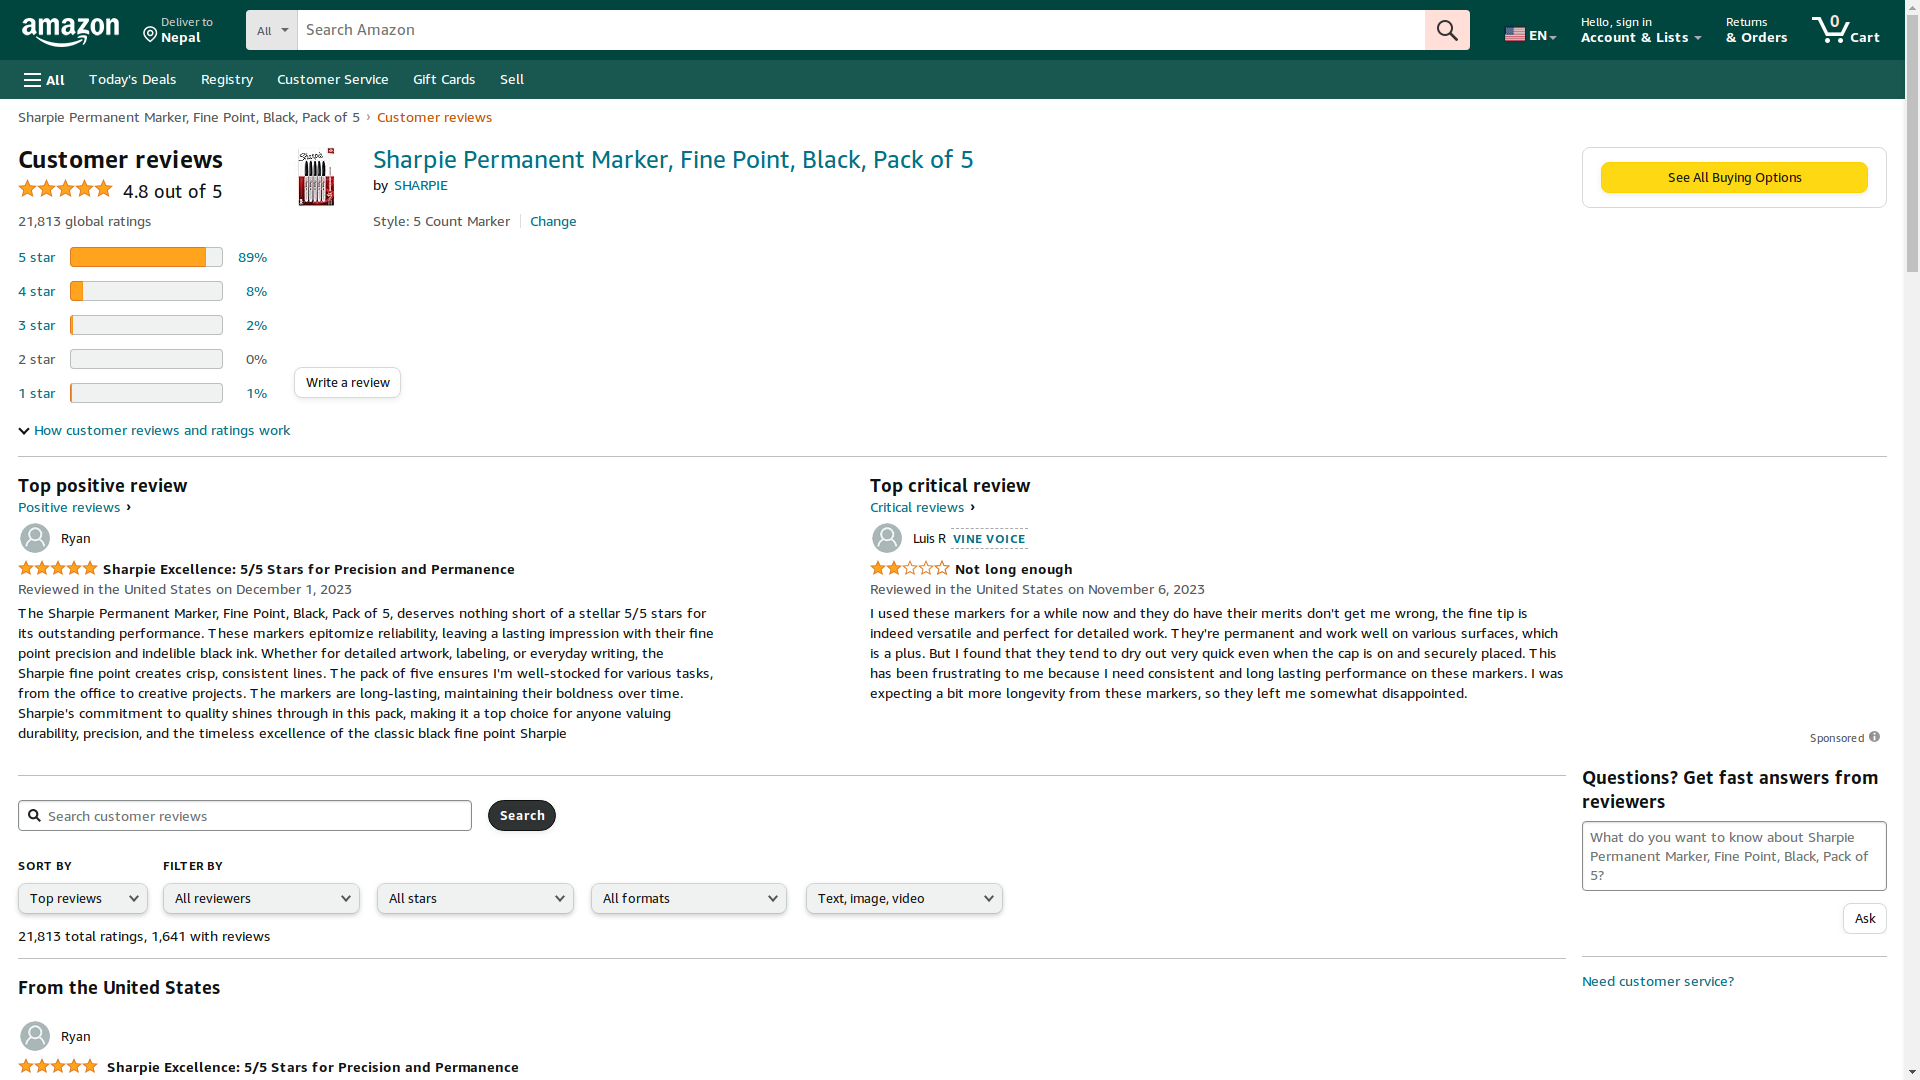 amazon
Deliver to
Nepal
All
Search Amazon
EN
Hello, sign in
Account & Lists
Returns
& Orders
0
Cart
All
Today's Deals
Registry
Customer Service
Gift Cards
Sell
Sharpie Permanent Marker, Fine Point, Black, Pack of 5 › Customer reviews
Customer reviews
4.8 out of 5
21,813 global ratings
5 star 89%
4 star 8%
3 star 2%
2 star 0%
1 star 1%
How customer reviews and ratings work
Sharpie
Sharpie Permanent Marker, Fine Point, Black, Pack of 5
by SHARPIE
Style: 5 Count Marker
Change
Write a review
See All Buying Options
Top positive review
Positive reviews ›
Ryan
Sharpie Excellence: 5/5 Stars for Precision and Permanence
Reviewed in the United States on December 1, 2023
The Sharpie Permanent Marker, Fine Point, Black, Pack of 5, deserves nothing short of a stellar 5/5 stars for
its outstanding performance. These markers epitomize reliability, leaving a lasting impression with their fine
point precision and indelible black ink. Whether for detailed artwork, labeling, or everyday writing, the
Sharpie fine point creates crisp, consistent lines. The pack of five ensures I'm well-stocked for various tasks,
from the office to creative projects. The markers are long-lasting, maintaining their boldness over time.
Sharpie's commitment to quality shines through in this pack, making it a top choice for anyone valuing
durability, precision, and the timeless excellence of the classic black fine point Sharpie
Top critical review
Critical reviews ›
Luis R VINE VOICE
Not long enough
Reviewed in the United States on November 6, 2023
I used these markers for a while now and they do have their merits don't get me wrong, the fine tip is
indeed versatile and perfect for detailed work. They're permanent and work well on various surfaces, which
is a plus. But I found that they tend to dry out very quick even when the cap is on and securely placed. This
has been frustrating to me because I need consistent and long lasting performance on these markers. I was
expecting a bit more longevity from these markers, so they left me somewhat disappointed.
Sponsored
Questions? Get fast answers from
reviewers
What do you want to know about Sharpie
Permanent Marker, Fine Point, Black, Pack of
5?
Ask
Need customer service?
Search customer reviews
Search
SORT BY
FILTER BY
Top reviews
All reviewers
All stars
All formats
Text, image, video
21,813 total ratings, 1,641 with reviews
From the United States
Ryan
Sharpie Excellence: 5/5 Stars for Precision and Permanence